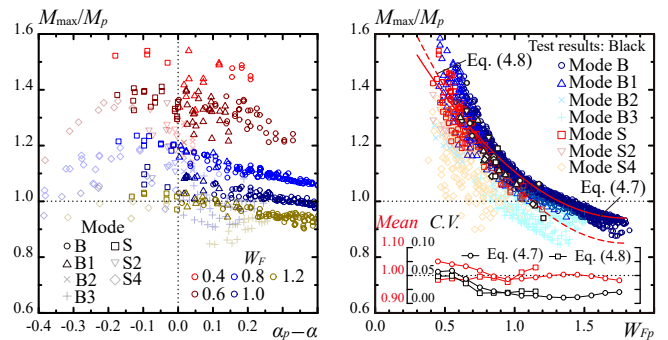 M_max/M_p
1.6
1.4
1.2
1.0
0.8
0.6
-0.4 -0.3 -0.2 -0.1 0.0 0.1 0.2 0.3
α_p−α
Mode
B S
B1 S2
B2 S4
B3
W_F
0.4 0.8 1.2
0.6 1.0
M_max/M_p
1.6
1.4
1.2
1.0
0.8
0.6
0.0 0.5 1.0 1.5
W_Fp
Test results: Black
Eq. (4.8)
Mode B
Mode B1
Mode B2
Mode B3
Mode S
Mode S2
Mode S4
Eq. (4.7)
Mean C.V.
1.10 0.10
1.00 0.05
0.90 0.00
Eq. (4.7) Eq. (4.8)